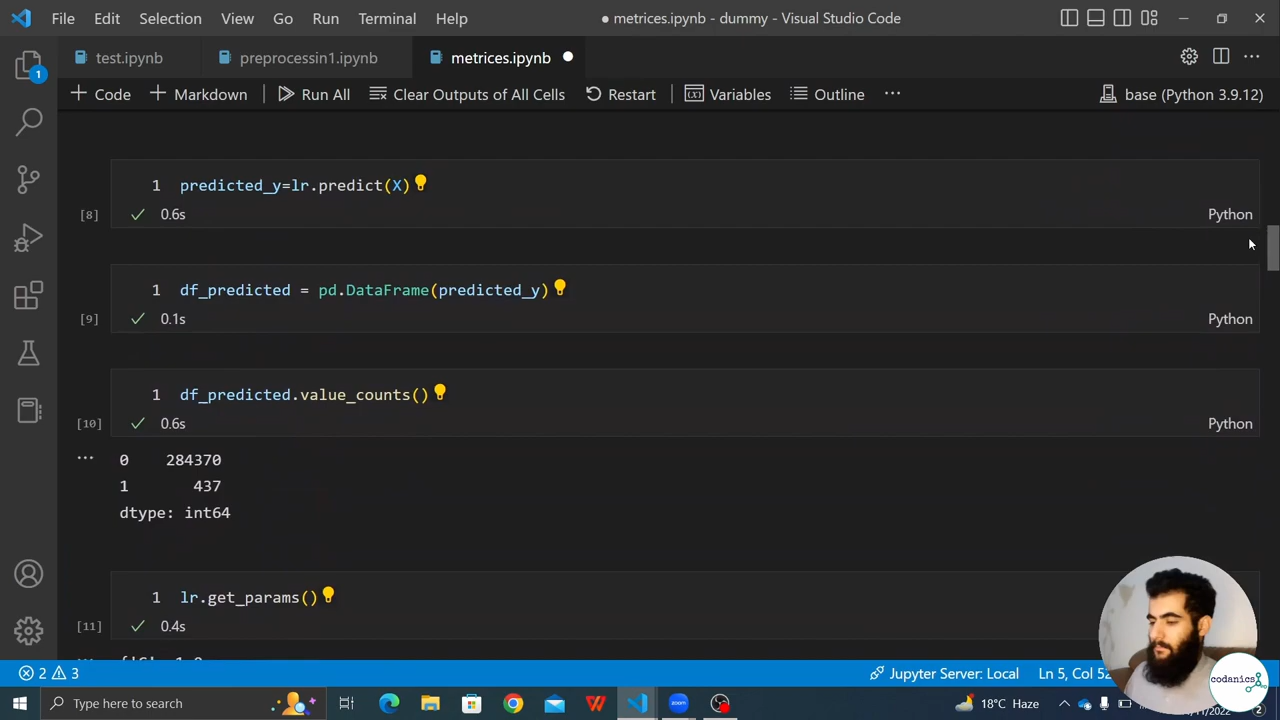 File Edit Selection View Go Run Terminal Help
● metrices.ipynb - dummy - Visual Studio Code
1
test.ipynb preprocessin1.ipynb metrices.ipynb
+ Code + Markdown Run All Clear Outputs of All Cells Restart Variables Outline ... base (Python 3.9.12)
1 predicted_y=lr.predict(X)
[8] 0.6s Python
1 df_predicted = pd.DataFrame(predicted_y)
[9] 0.1s Python
1 df_predicted.value_counts()
[10] 0.6s Python
... 0 284370
1 437
dtype: int64
1 lr.get_params()
[11] 0.4s
2 3 Jupyter Server: Local Ln 5, Col 52
codanics
Type here to search 18°C Haze 2